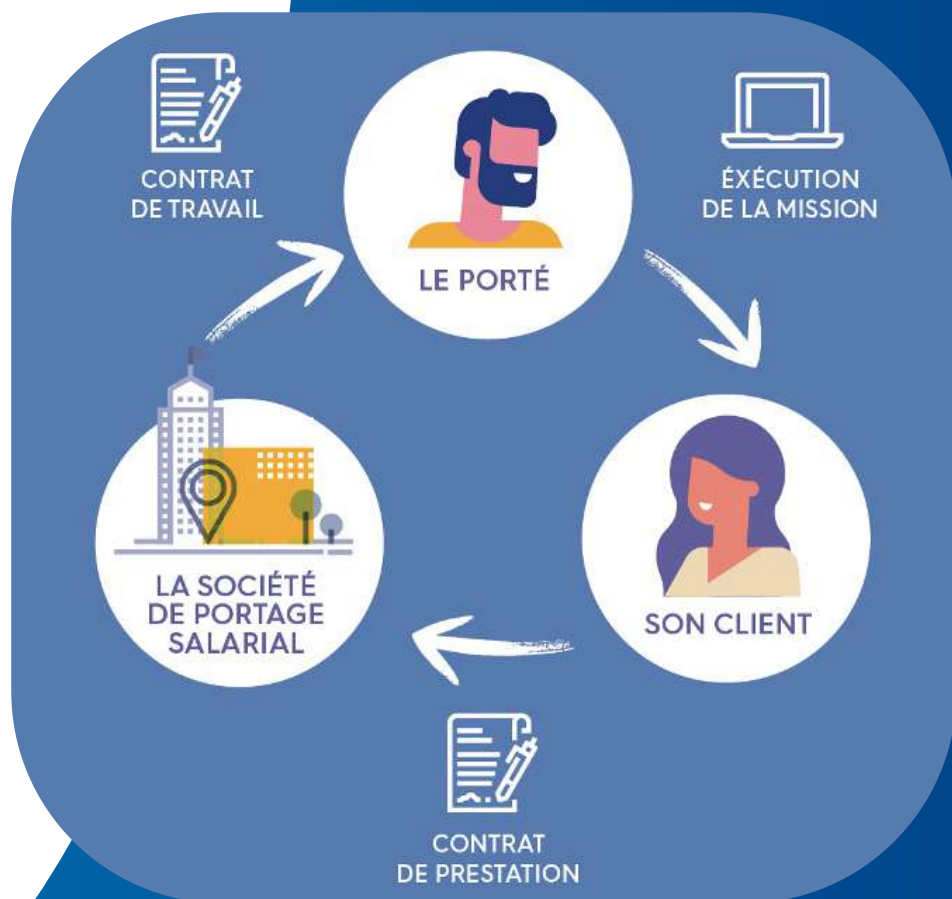 CONTRAT
DE TRAVAIL
ÉXÉCUTION
DE LA MISSION
LE PORTÉ
LA SOCIÉTÉ
DE PORTAGE
SALARIAL
SON CLIENT
CONTRAT
DE PRESTATION